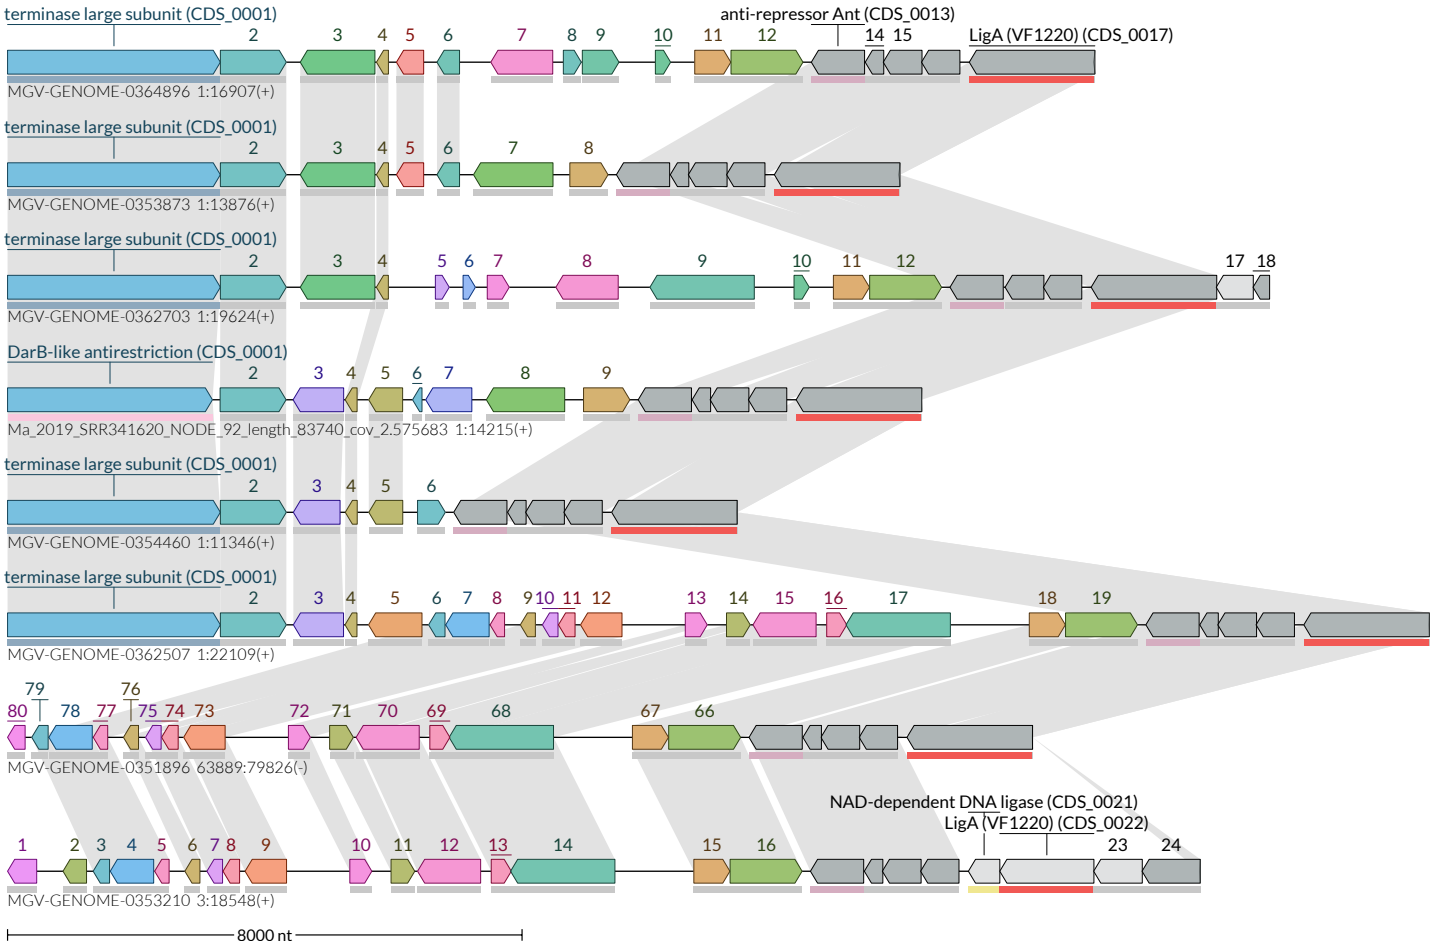 terminase large subunit (CDS_0001) anti-repressor Ant (CDS_0013)
2 3 4 5 6 7 8 9 10 11 12 14 15 LigA (VF1220) (CDS_0017)
MGV-GENOME-0364896 1:16907(+)
terminase large subunit (CDS_0001)
2 3 4 5 6 7 8
MGV-GENOME-0353873 1:13876(+)
terminase large subunit (CDS_0001)
2 3 4 5 6 7 8 9 10 11 12 17 18
MGV-GENOME-0362703 1:19624(+)
DarB-like antirestriction (CDS_0001)
2 3 4 5 6 7 8 9
Ma_2019_SRR341620_NODE_92_length_83740_cov_2.575683 1:14215(+)
terminase large subunit (CDS_0001)
2 3 4 5 6
MGV-GENOME-0354460 1:11346(+)
terminase large subunit (CDS_0001)
2 3 4 5 6 7 8 9 10 11 12 13 14 15 16 17 18 19
MGV-GENOME-0362507 1:22109(+)
79 76
80 78 77 75 74 73 72 71 70 69 68 67 66
MGV-GENOME-0351896 63889:79826(-)
NAD-dependent DNA ligase (CDS_0021)
LigA (VF1220) (CDS_0022)
1 2 3 4 5 6 7 8 9 10 11 12 13 14 15 16 23 24
MGV-GENOME-0353210 3:18548(+)
8000 nt